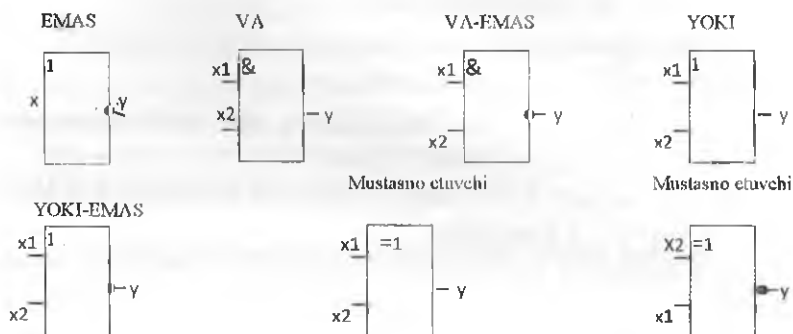 EMAS VA VA-EMAS YOKI
1 x1 & x1 & x1 1
x y
x2 y x2 y x2 y
Mustasno etuvchi Mustasno etuvchi
YOKI-EMAS
x1 1 x1 =1 X2 =1
y y y
x2 x2 x1